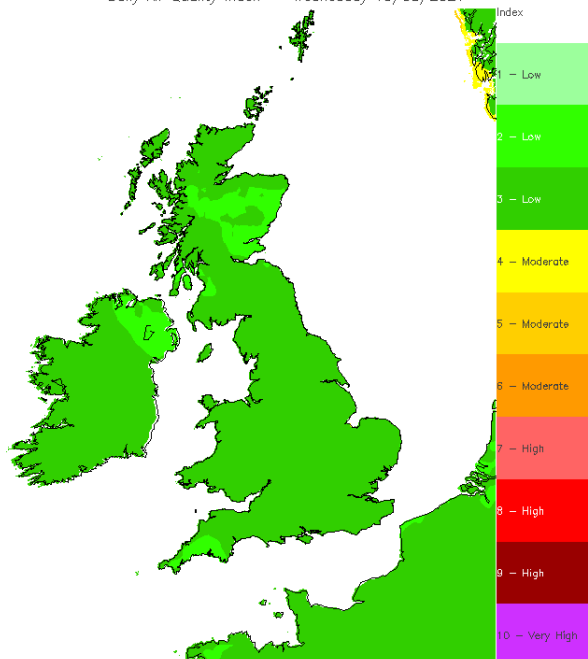 Index
1 - Low
2 - Low
3 - Low
4 - Moderate
5 - Moderate
6 - Moderate
7 - High
8 - High
9 - High
10 - Very High